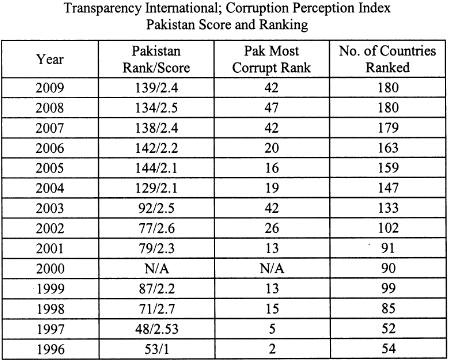 Transparency International; Corruption Perception Index
Pakistan Score and Ranking
Year | Pakistan Rank/Score | Pak Most Corrupt Rank | No. of Countries Ranked
2009 | 139/2.4 | 42 | 180
2008 | 134/2.5 | 47 | 180
2007 | 138/2.4 | 42 | 179
2006 | 142/2.2 | 20 | 163
2005 | 144/2.1 | 16 | 159
2004 | 129/2.1 | 19 | 147
2003 | 92/2.5 | 42 | 133
2002 | 77/2.6 | 26 | 102
2001 | 79/2.3 | 13 | 91
2000 | N/A | N/A | 90
1999 | 87/2.2 | 13 | 99
1998 | 71/2.7 | 15 | 85
1997 | 48/2.53 | 5 | 52
1996 | 53/1 | 2 | 54